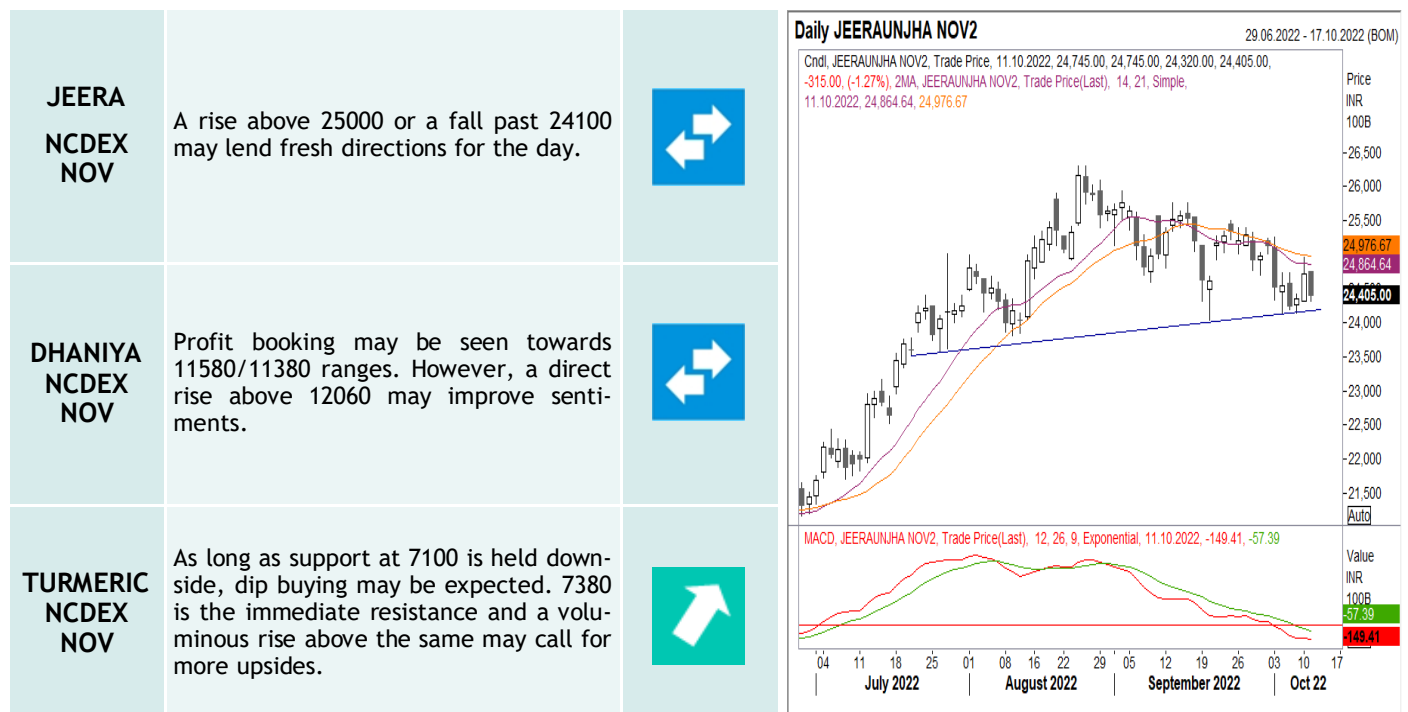 JEERA
NCDEX
NOV
A rise above 25000 or a fall past 24100
may lend fresh directions for the day.
DHANIYA
NCDEX
NOV
Profit booking may be seen towards
11580/11380 ranges. However, a direct
rise above 12060 may improve senti-
ments.
TURMERIC
NCDEX
NOV
As long as support at 7100 is held down-
side, dip buying may be expected. 7380
is the immediate resistance and a volu-
minous rise above the same may call for
more upsides.
Daily JEERAUNJHA NOV2
29.06.2022 - 17.10.2022 (BOM)
Cndl, JEERAUNJHA NOV2, Trade Price, 11.10.2022, 24,745.00, 24,745.00, 24,320.00, 24,405.00,
-315.00, (-1.27%), 2MA, JEERAUNJHA NOV2, Trade Price(Last), 14, 21, Simple,
11.10.2022, 24,864.64, 24,976.67
Price
INR
100B
26,500
26,000
25,500
24,976.67
24,864.64
24,405.00
24,000
23,500
23,000
22,500
22,000
21,500
Auto
MACD, JEERAUNJHA NOV2, Trade Price(Last), 12, 26, 9, Exponential, 11.10.2022, -149.41, -57.39
Value
INR
100B
-57.39
-149.41
04 11 18 25 01 08 16 22 29 05 12 19 26 03 10 17
July 2022 August 2022 September 2022 Oct 22